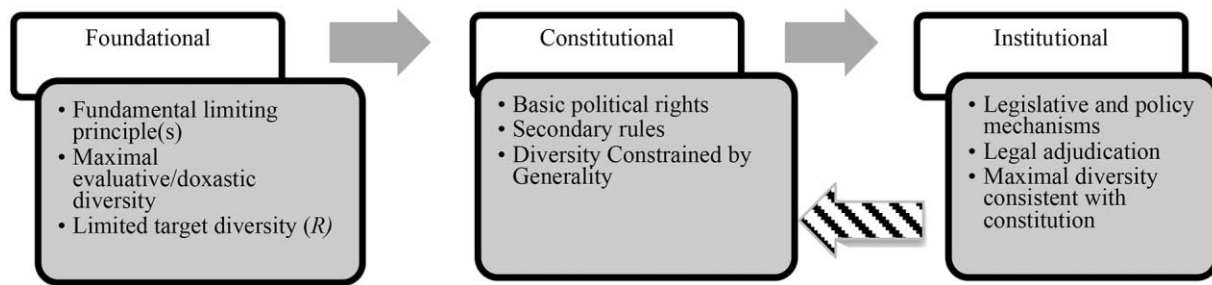 Foundational
• Fundamental limiting
principle(s)
• Maximal
evaluative/doxastic
diversity
• Limited target diversity (R)
Constitutional
• Basic political rights
• Secondary rules
• Diversity Constrained by
Generality
Institutional
• Legislative and policy
mechanisms
• Legal adjudication
• Maximal diversity
consistent with
constitution